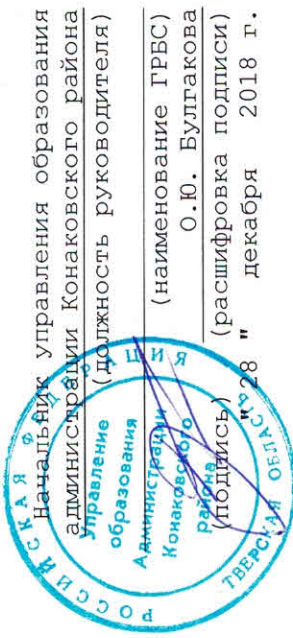 Начальник управления образования
администрации Конаковского района
(должность руководителя)
(наименование ГРБС)
О.Ю. Булгакова
(подпись) (расшифровка подписи)
" 28 " декабря 2018 г.
РОССИЙСКАЯ ФЕДЕРАЦИЯ
ТВЕРСКАЯ ОБЛАСТЬ
Управление
образования
Администрации
Конаковского
района